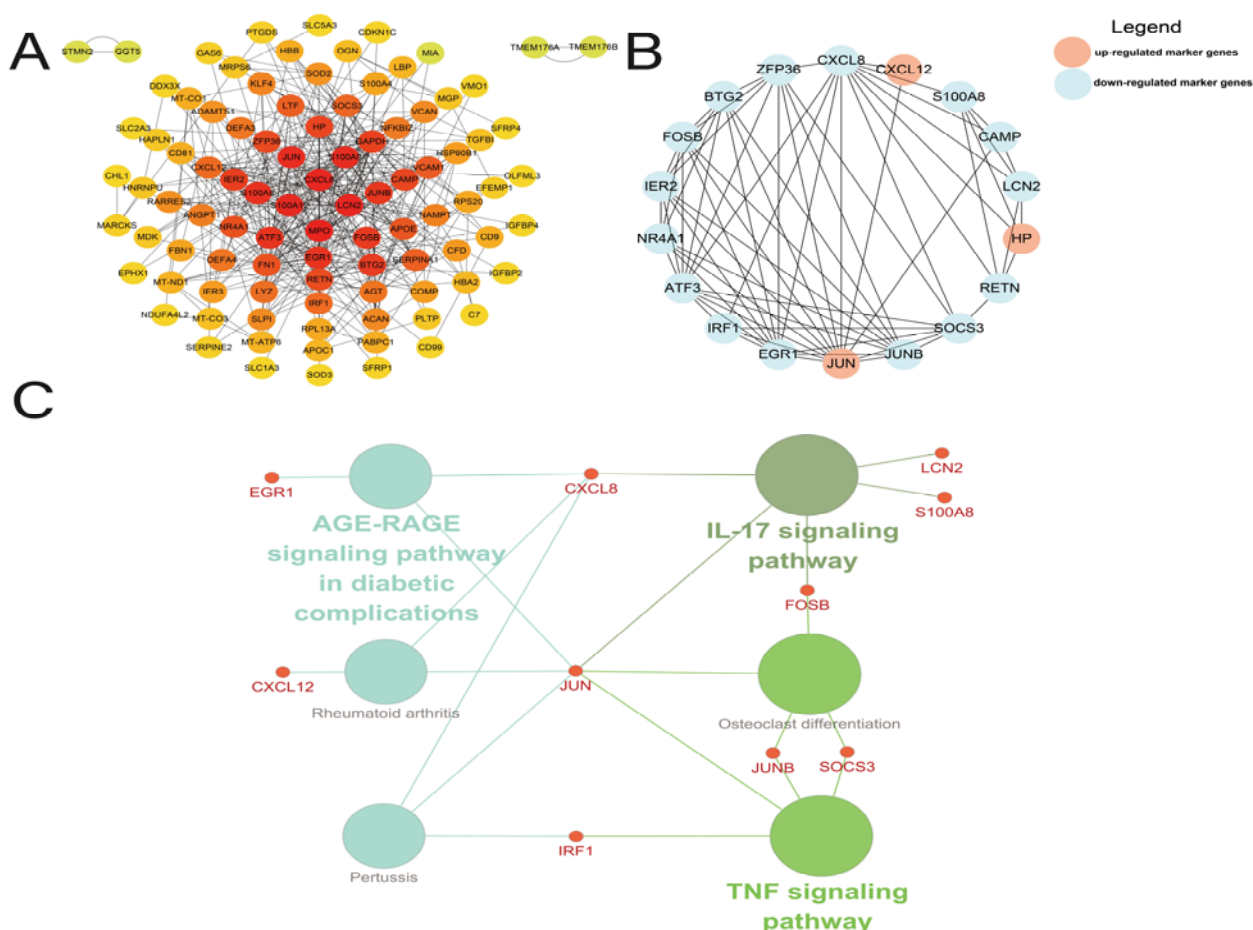 A
STMN2
GGT5
PTGDS
SLC5A3
CDKN1C
GAS6
HBB
OGN
MIA
TMEM176A
TMEM176B
MRPS6
SOD2
LBP
DDX3X
MT-CO1
KLF4
S100A4
VMO1
ADAMTS1
LTF
SOCS3
VCAN
MGP
SLC2A3
HAPLN1
DEFA3
ZFP36
HP
GAPDH
NFKBIZ
TGFBI
SFRP4
CD81
CXCL12
JUN
S100A8
VCAM1
HSP90B1
CHL1
HNRNPU
IER2
CXCL8
CAMP
EFEMP1
OLFML3
RARRES2
JUNB
RPS20
MARCKS
ANGPT1
S100A12
LCN2
NAMPT
IGFBP4
MDK
NR4A1
MPO
FOSB
APOE
CD9
FBN1
ATF3
EGR1
BTG2
SERPINA1
CFD
IGFBP2
EPHX1
DEFA4
FN1
MT-ND1
IER3
LYZ
RETN
AGT
COMP
HBA2
NDUFA4L2
MT-CO3
SLPI
IRF1
ACAN
PLTP
C7
SERPINE2
MT-ATP6
RPL13A
APOC1
PABPC1
CD99
SLC1A3
SOD3
SFRP1
B
CXCL8
CXCL12
ZFP36
S100A8
BTG2
CAMP
FOSB
LCN2
IER2
HP
NR4A1
RETN
ATF3
SOCS3
IRF1
JUNB
EGR1
JUN
Legend
up-regulated marker genes
down-regulated marker genes
C
EGR1
CXCL8
LCN2
S100A8
AGE-RAGE
signaling pathway
in diabetic
complications
IL-17 signaling
pathway
FOSB
CXCL12
JUN
Rheumatoid arthritis
Osteoclast differentiation
JUNB
SOCS3
IRF1
Pertussis
TNF signaling
pathway